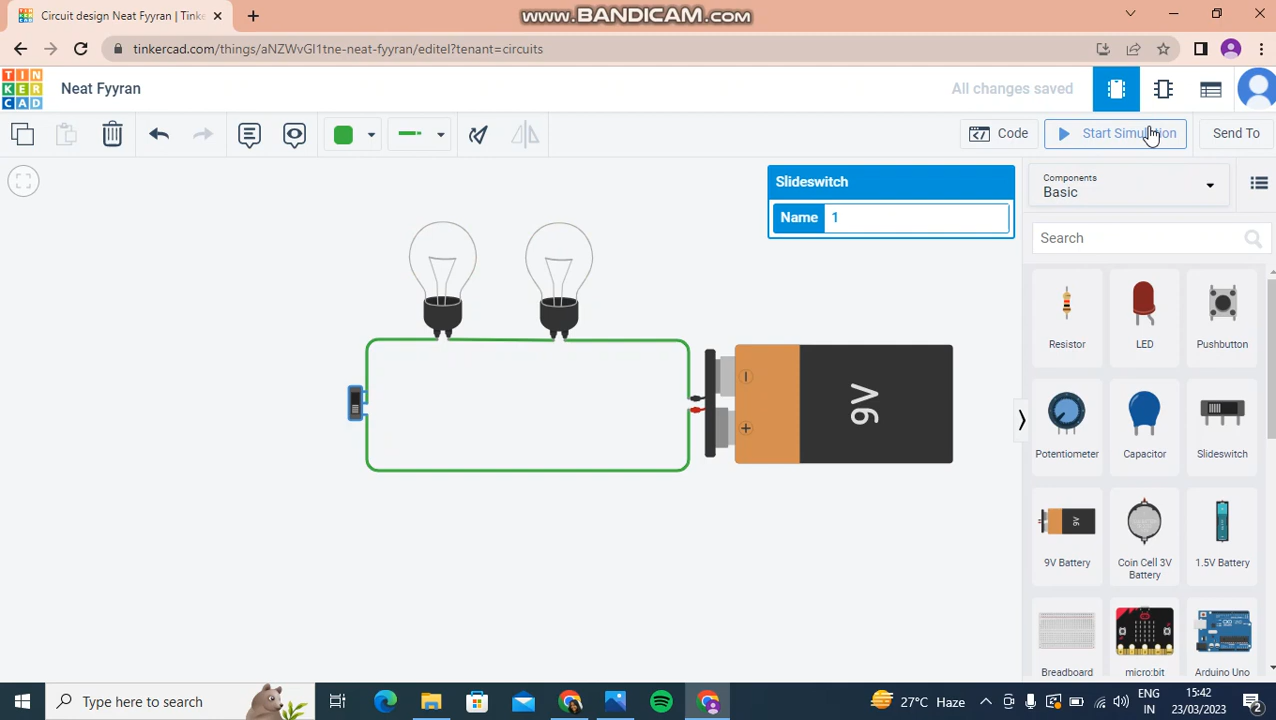 Circuit design Neat Fyyran | Tink
www.BANDICAM.com
tinkercad.com/things/aNZWvGI1tne-neat-fyyran/editel?tenant=circuits
TIN
KER
CAD
Neat Fyyran
All changes saved
Code
Start Simulation
Send To
Slideswitch
Name 1
Components
Basic
Search
Resistor
LED
Pushbutton
Potentiometer
Capacitor
Slideswitch
9V
9V
9V Battery
Coin Cell 3V
Battery
1.5V Battery
Breadboard
micro:bit
Arduino Uno
Type here to search
27°C Haze
ENG
IN
15:42
23/03/2023
2